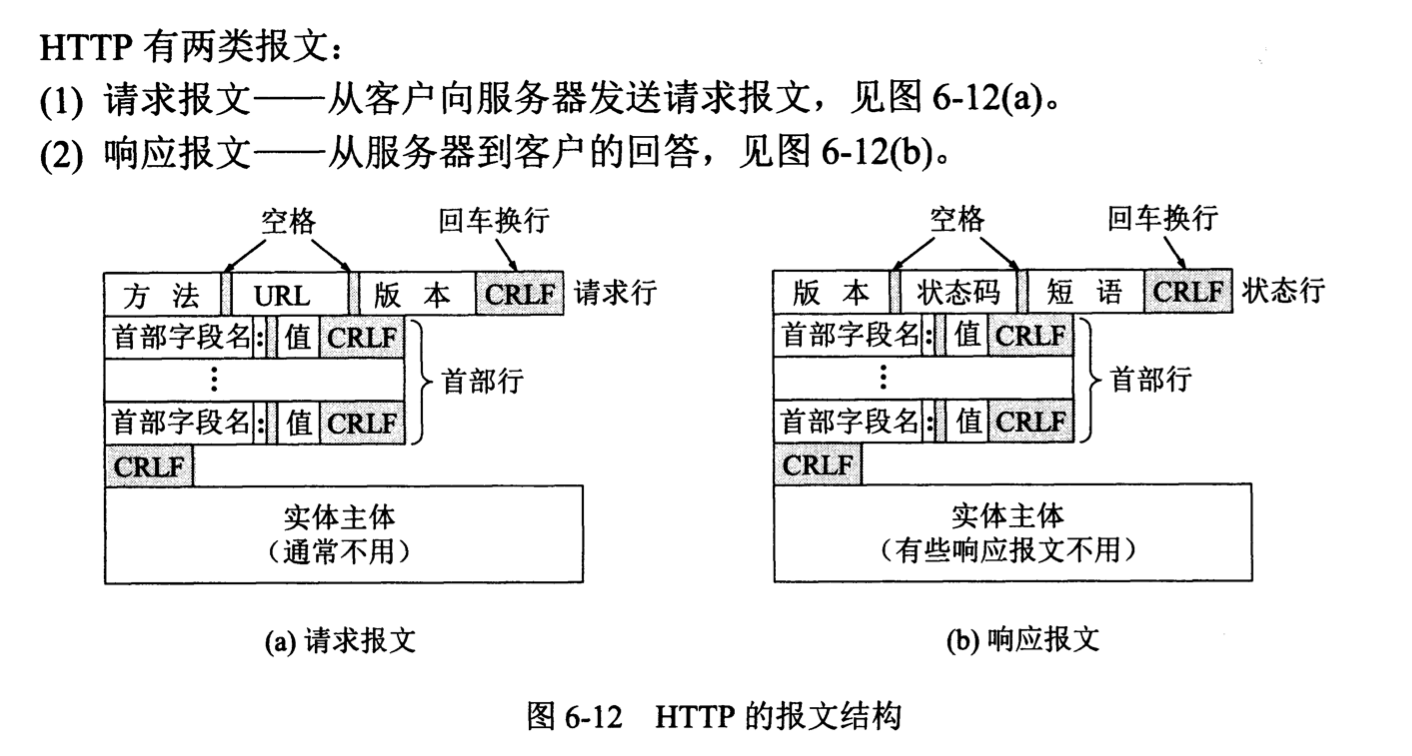 HTTP 有两类报文：
(1) 请求报文——从客户向服务器发送请求报文，见图 6-12(a)。
(2) 响应报文——从服务器到客户的回答，见图 6-12(b)。
空格 回车换行
方 法 URL 版 本 CRLF 请求行
首部字段名 : 值 CRLF
⋮ 首部行
首部字段名 : 值 CRLF
CRLF
实体主体
（通常不用）
(a) 请求报文
空格 回车换行
版 本 状态码 短 语 CRLF 状态行
首部字段名 : 值 CRLF
⋮ 首部行
首部字段名 : 值 CRLF
CRLF
实体主体
（有些响应报文不用）
(b) 响应报文
图 6-12 HTTP 的报文结构